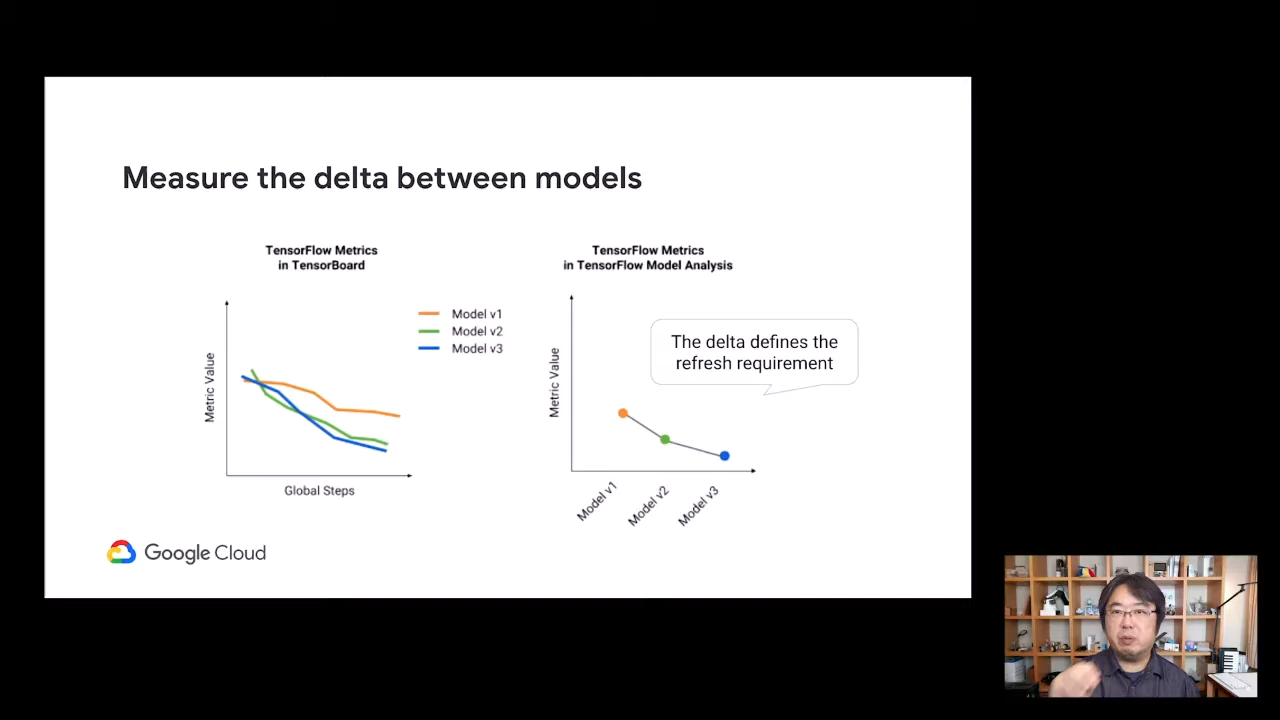 Measure the delta between models
TensorFlow Metrics
in TensorBoard
Metric Value
Global Steps
Model v1
Model v2
Model v3
TensorFlow Metrics
in TensorFlow Model Analysis
The delta defines the
refresh requirement
Metric Value
Model v1
Model v2
Model v3
Google Cloud